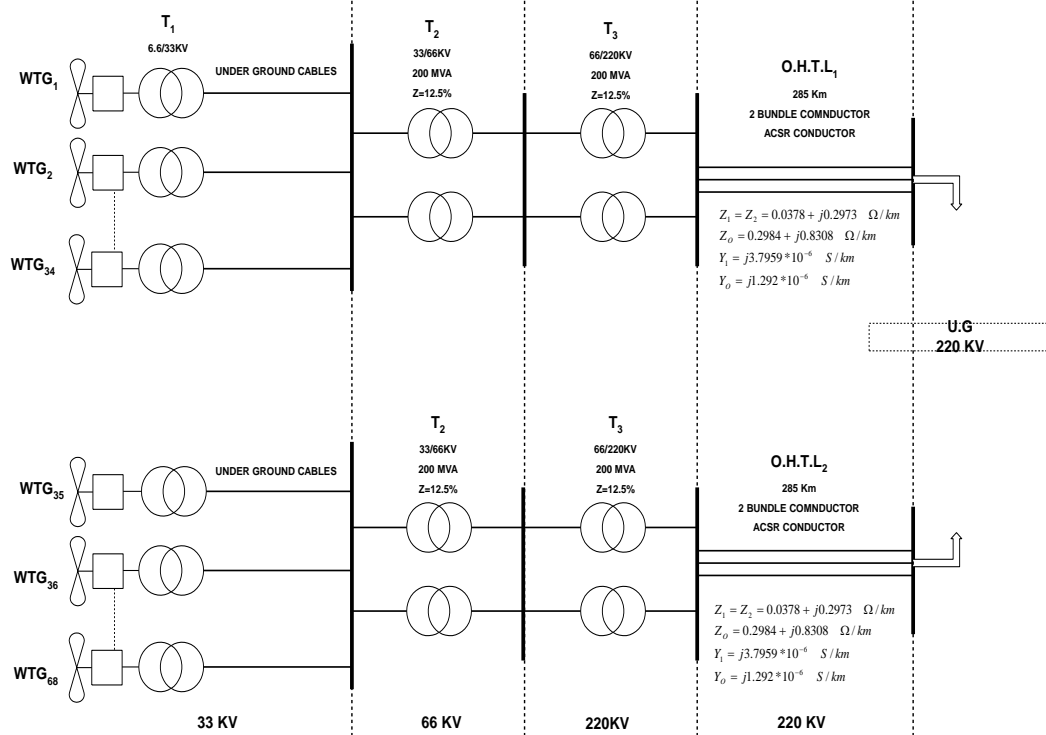 T1
6.6/33KV
WTG1
UNDER GROUND CABLES
WTG2
WTG34
T2
33/66KV
200 MVA
Z=12.5%
T3
66/220KV
200 MVA
Z=12.5%
O.H.T.L1
285 Km
2 BUNDLE COMNDUCTOR
ACSR CONDUCTOR
Z1 = Z2 = 0.0378 + j0.2973 Ω/km
ZO = 0.2984 + j0.8308 Ω/km
Y1 = j3.7959*10^-6 S/km
YO = j1.292*10^-6 S/km
U.G
220 KV
WTG35
UNDER GROUND CABLES
WTG36
WTG68
T2
33/66KV
200 MVA
Z=12.5%
T3
66/220KV
200 MVA
Z=12.5%
O.H.T.L2
285 Km
2 BUNDLE COMNDUCTOR
ACSR CONDUCTOR
Z1 = Z2 = 0.0378 + j0.2973 Ω/km
ZO = 0.2984 + j0.8308 Ω/km
Y1 = j3.7959*10^-6 S/km
YO = j1.292*10^-6 S/km
33 KV
66 KV
220KV
220 KV